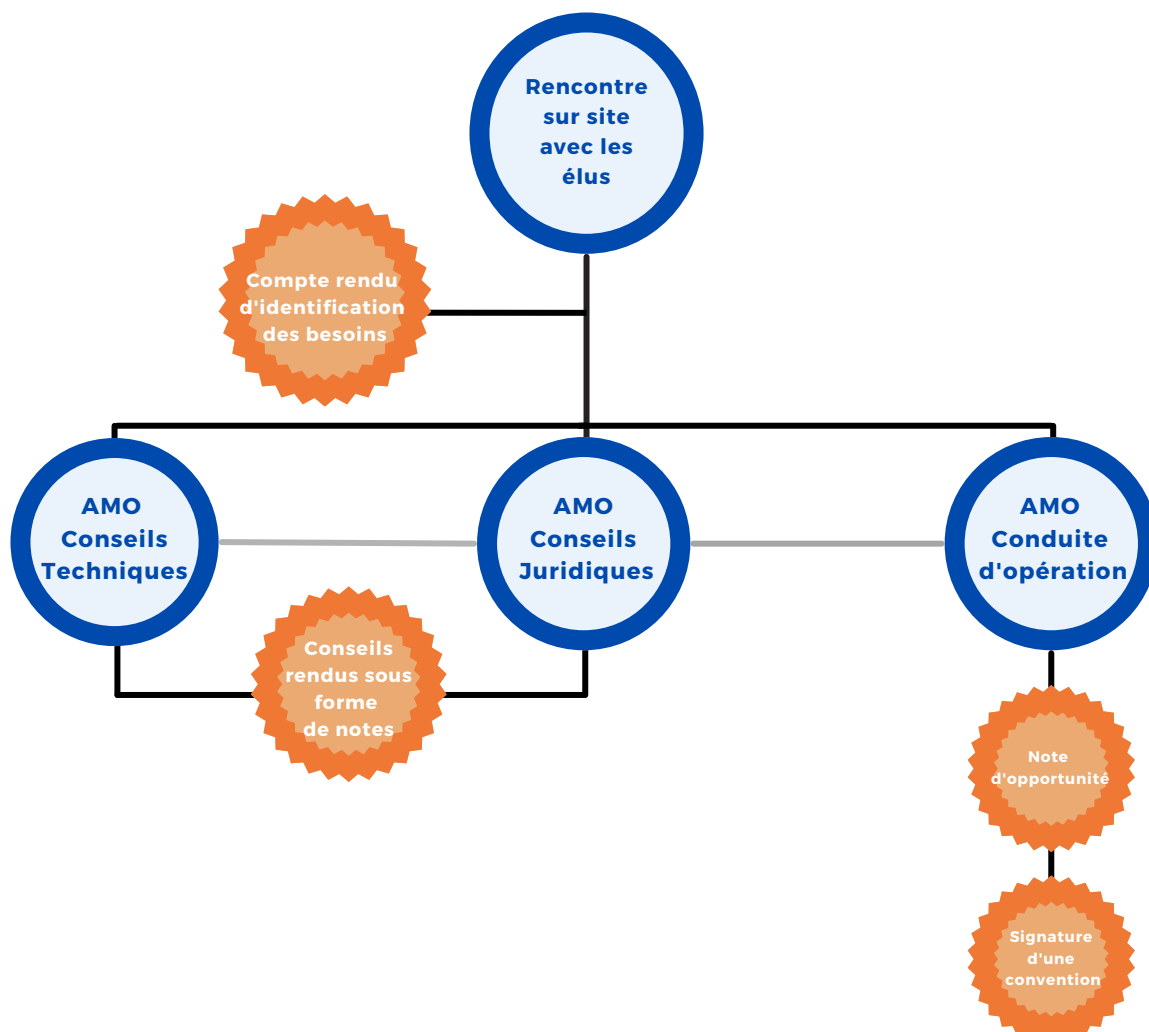 Rencontre
sur site
avec les
élus
Compte rendu
d'identification
des besoins
AMO
Conseils
Techniques
AMO
Conseils
Juridiques
AMO
Conduite
d'opération
Conseils
rendus sous
forme
de notes
Note
d'opportunité
Signature
d'une
convention